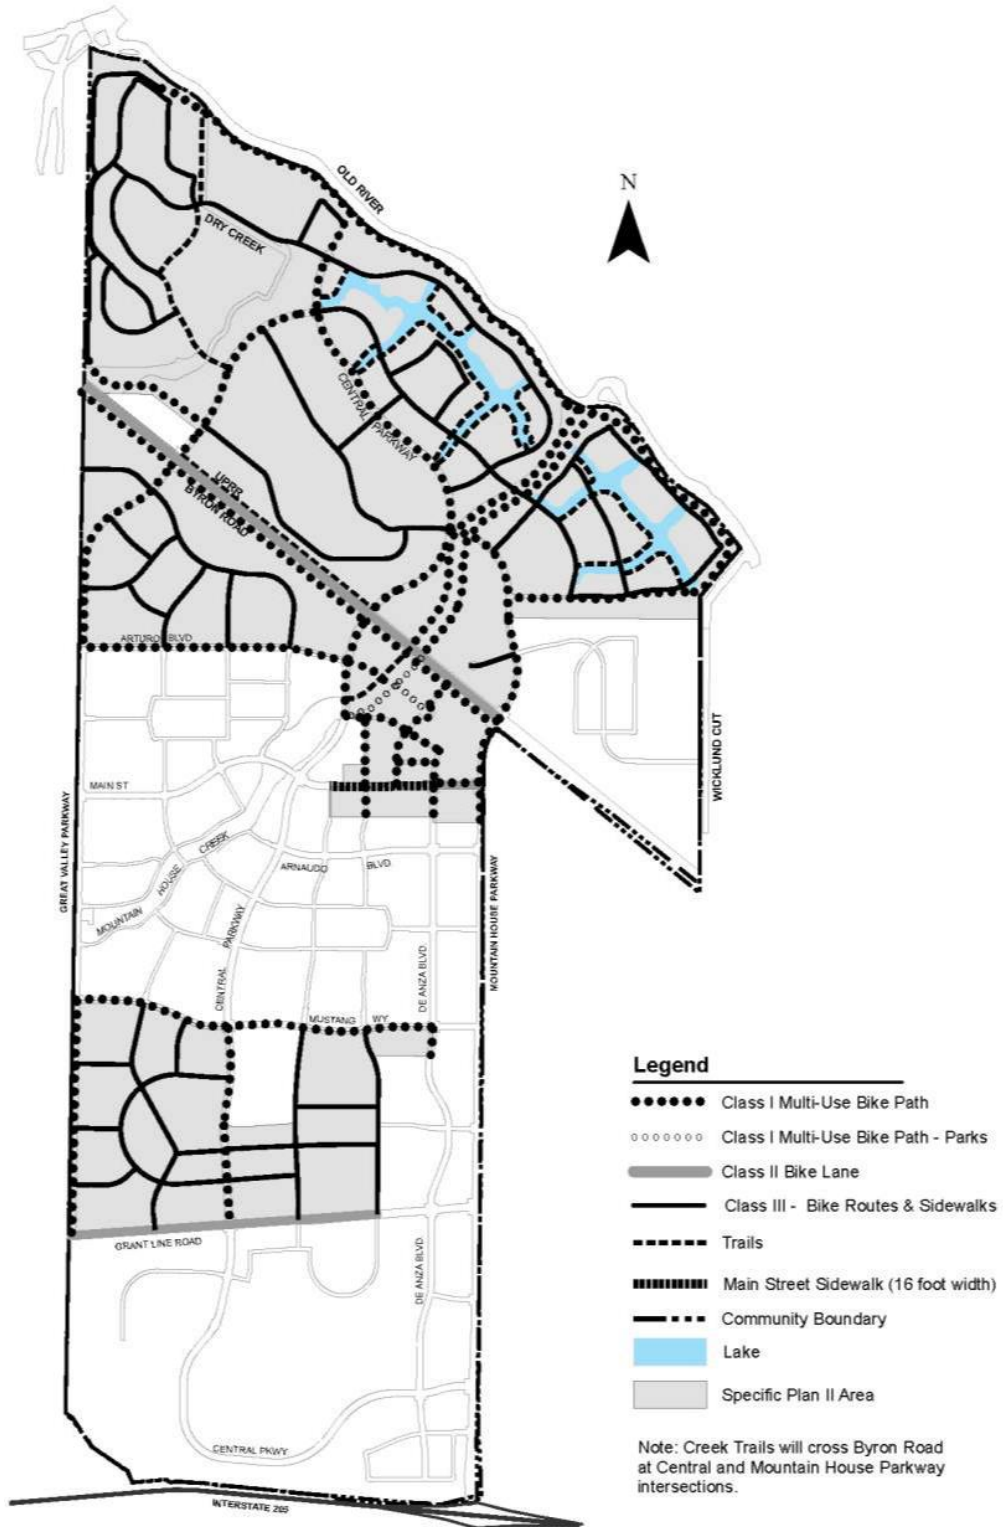 N
OLD RIVER
DRY CREEK
CENTRAL PARKWAY
UPRR
BYRON ROAD
ARTURO BLVD
MAIN ST
WICKLUND CUT
GREAT VALLEY PARKWAY
MOUNTAIN HOUSE CREEK
ARNAUDO BLVD
CENTRAL PARKWAY
MOUNTAIN HOUSE PARKWAY
DE ANZA BLVD
MUSTANG WY
GRANT LINE ROAD
DE ANZA BLVD
CENTRAL PKWY
INTERSTATE 205
Legend
Class I Multi-Use Bike Path
Class I Multi-Use Bike Path - Parks
Class II Bike Lane
Class III - Bike Routes & Sidewalks
Trails
Main Street Sidewalk (16 foot width)
Community Boundary
Lake
Specific Plan II Area
Note: Creek Trails will cross Byron Road
at Central and Mountain House Parkway
intersections.